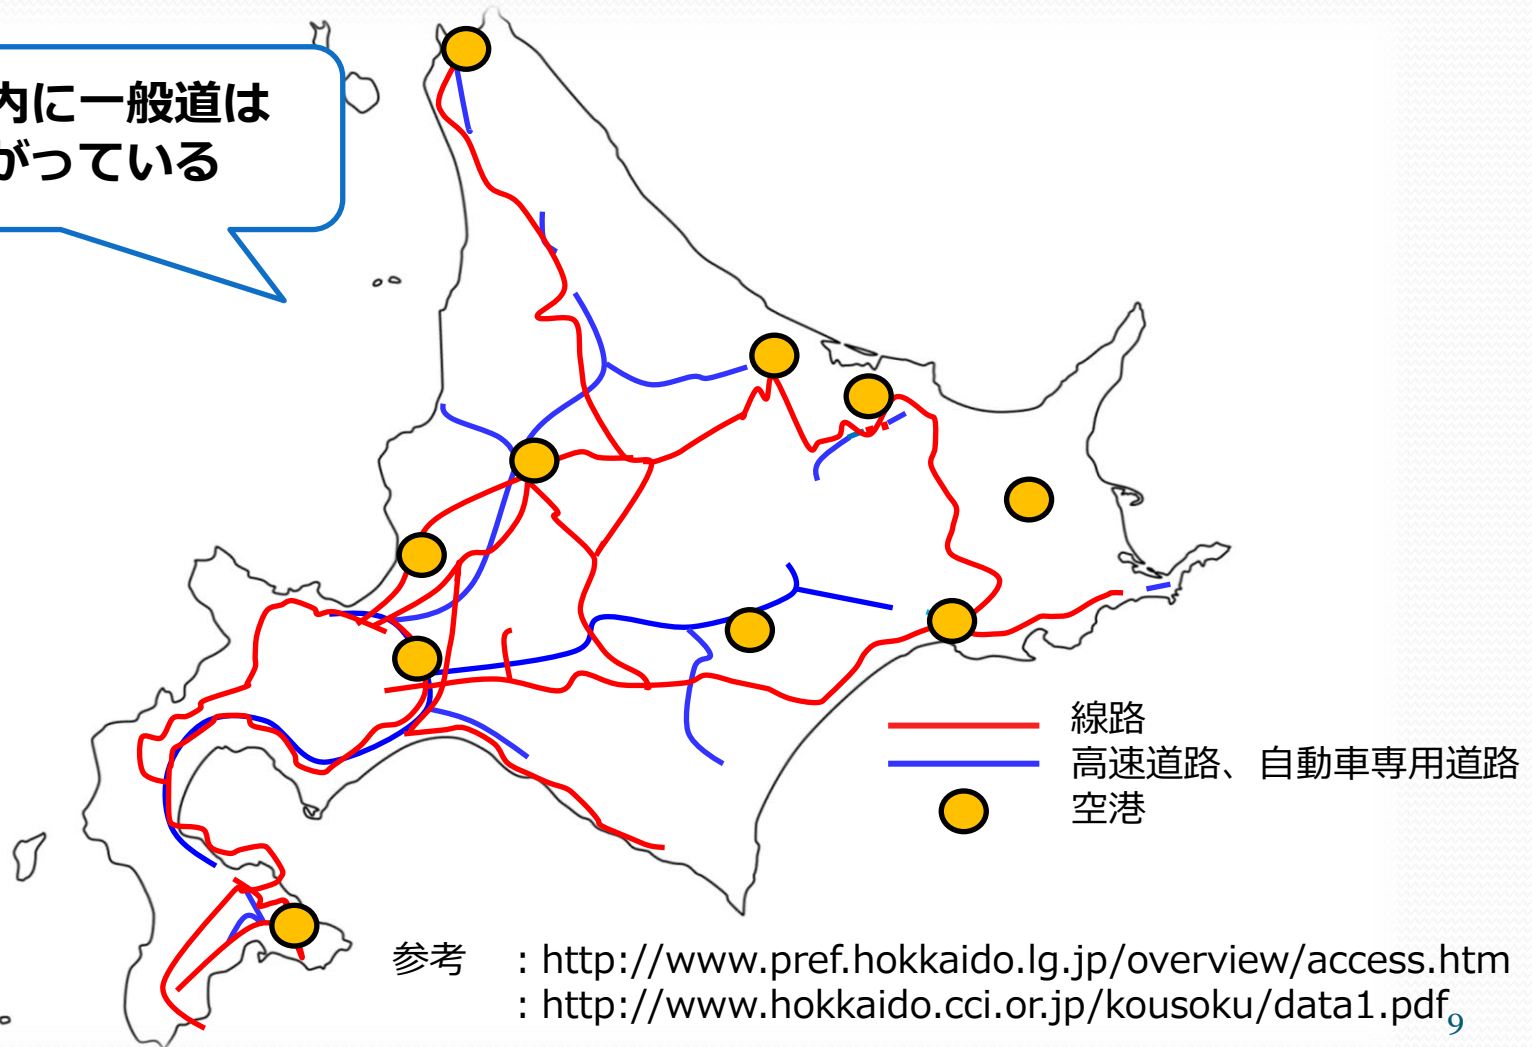 内に一般道は
がっている
線路
高速道路、自動車専用道路
空港
参考 : http://www.pref.hokkaido.lg.jp/overview/access.htm
: http://www.hokkaido.cci.or.jp/kousoku/data1.pdf
9